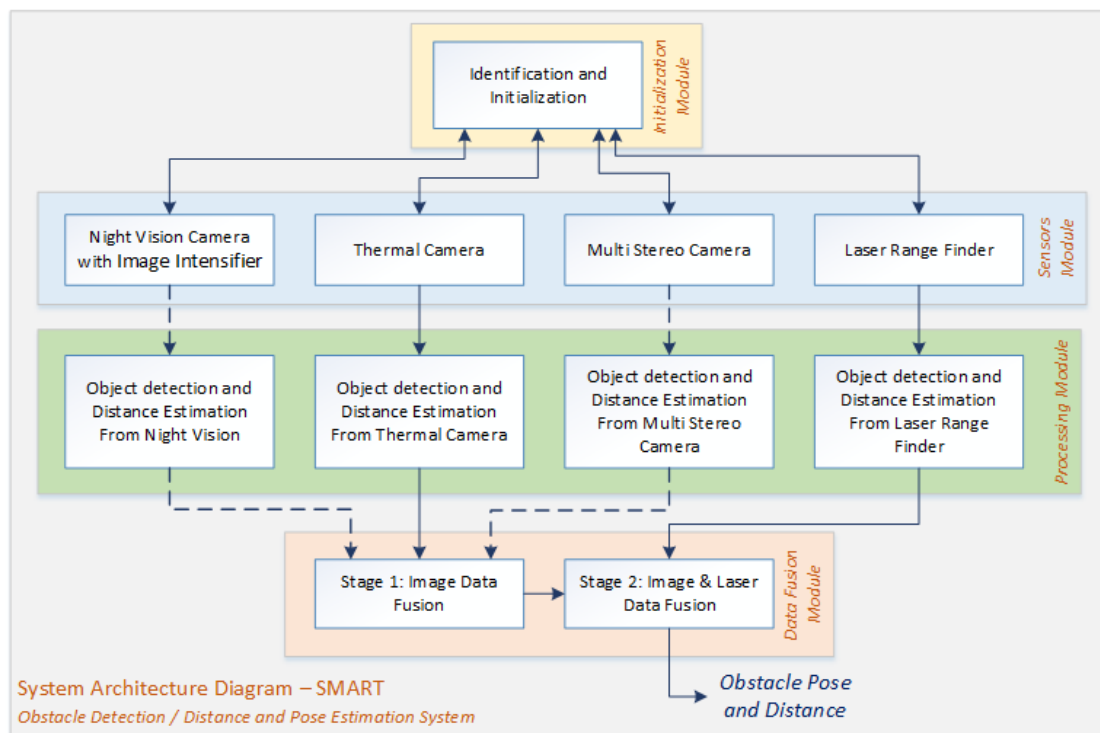 Identification and
Initialization
Initialization
Module
Night Vision Camera
with Image Intensifier
Thermal Camera
Multi Stereo Camera
Laser Range Finder
Sensors
Module
Object detection and
Distance Estimation
From Night Vision
Object detection and
Distance Estimation
From Thermal Camera
Object detection and
Distance Estimation
From Multi Stereo
Camera
Object detection and
Distance Estimation
From Laser Range
Finder
Processing Module
Stage 1: Image Data
Fusion
Stage 2: Image & Laser
Data Fusion
Data Fusion
Module
System Architecture Diagram – SMART
Obstacle Detection / Distance and Pose Estimation System
Obstacle Pose
and Distance